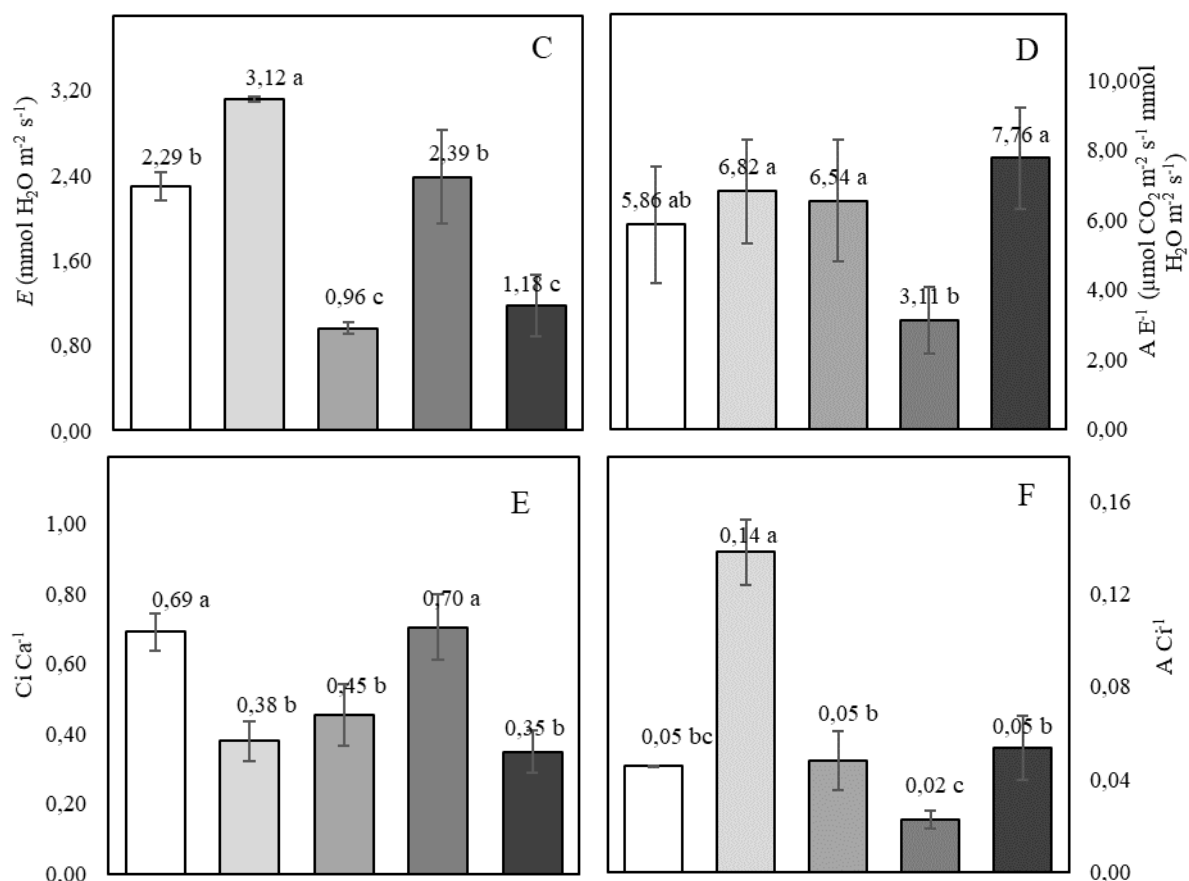 C
E (mmol H₂O m⁻² s⁻¹)
3,20
2,40
1,60
0,80
0,00
2,29 b
3,12 a
0,96 c
2,39 b
1,18 c
D
5,86 ab
6,82 a
6,54 a
3,11 b
7,76 a
10,00
8,00
6,00
4,00
2,00
0,00
A E⁻¹ (µmol CO₂ m⁻² s⁻¹ mmol
H₂O m⁻² s⁻¹)
E
Ci Ca⁻¹
1,00
0,80
0,60
0,40
0,20
0,00
0,69 a
0,38 b
0,45 b
0,70 a
0,35 b
F
0,05 bc
0,14 a
0,05 b
0,02 c
0,05 b
0,16
0,12
0,08
0,04
0,00
A Ci⁻¹